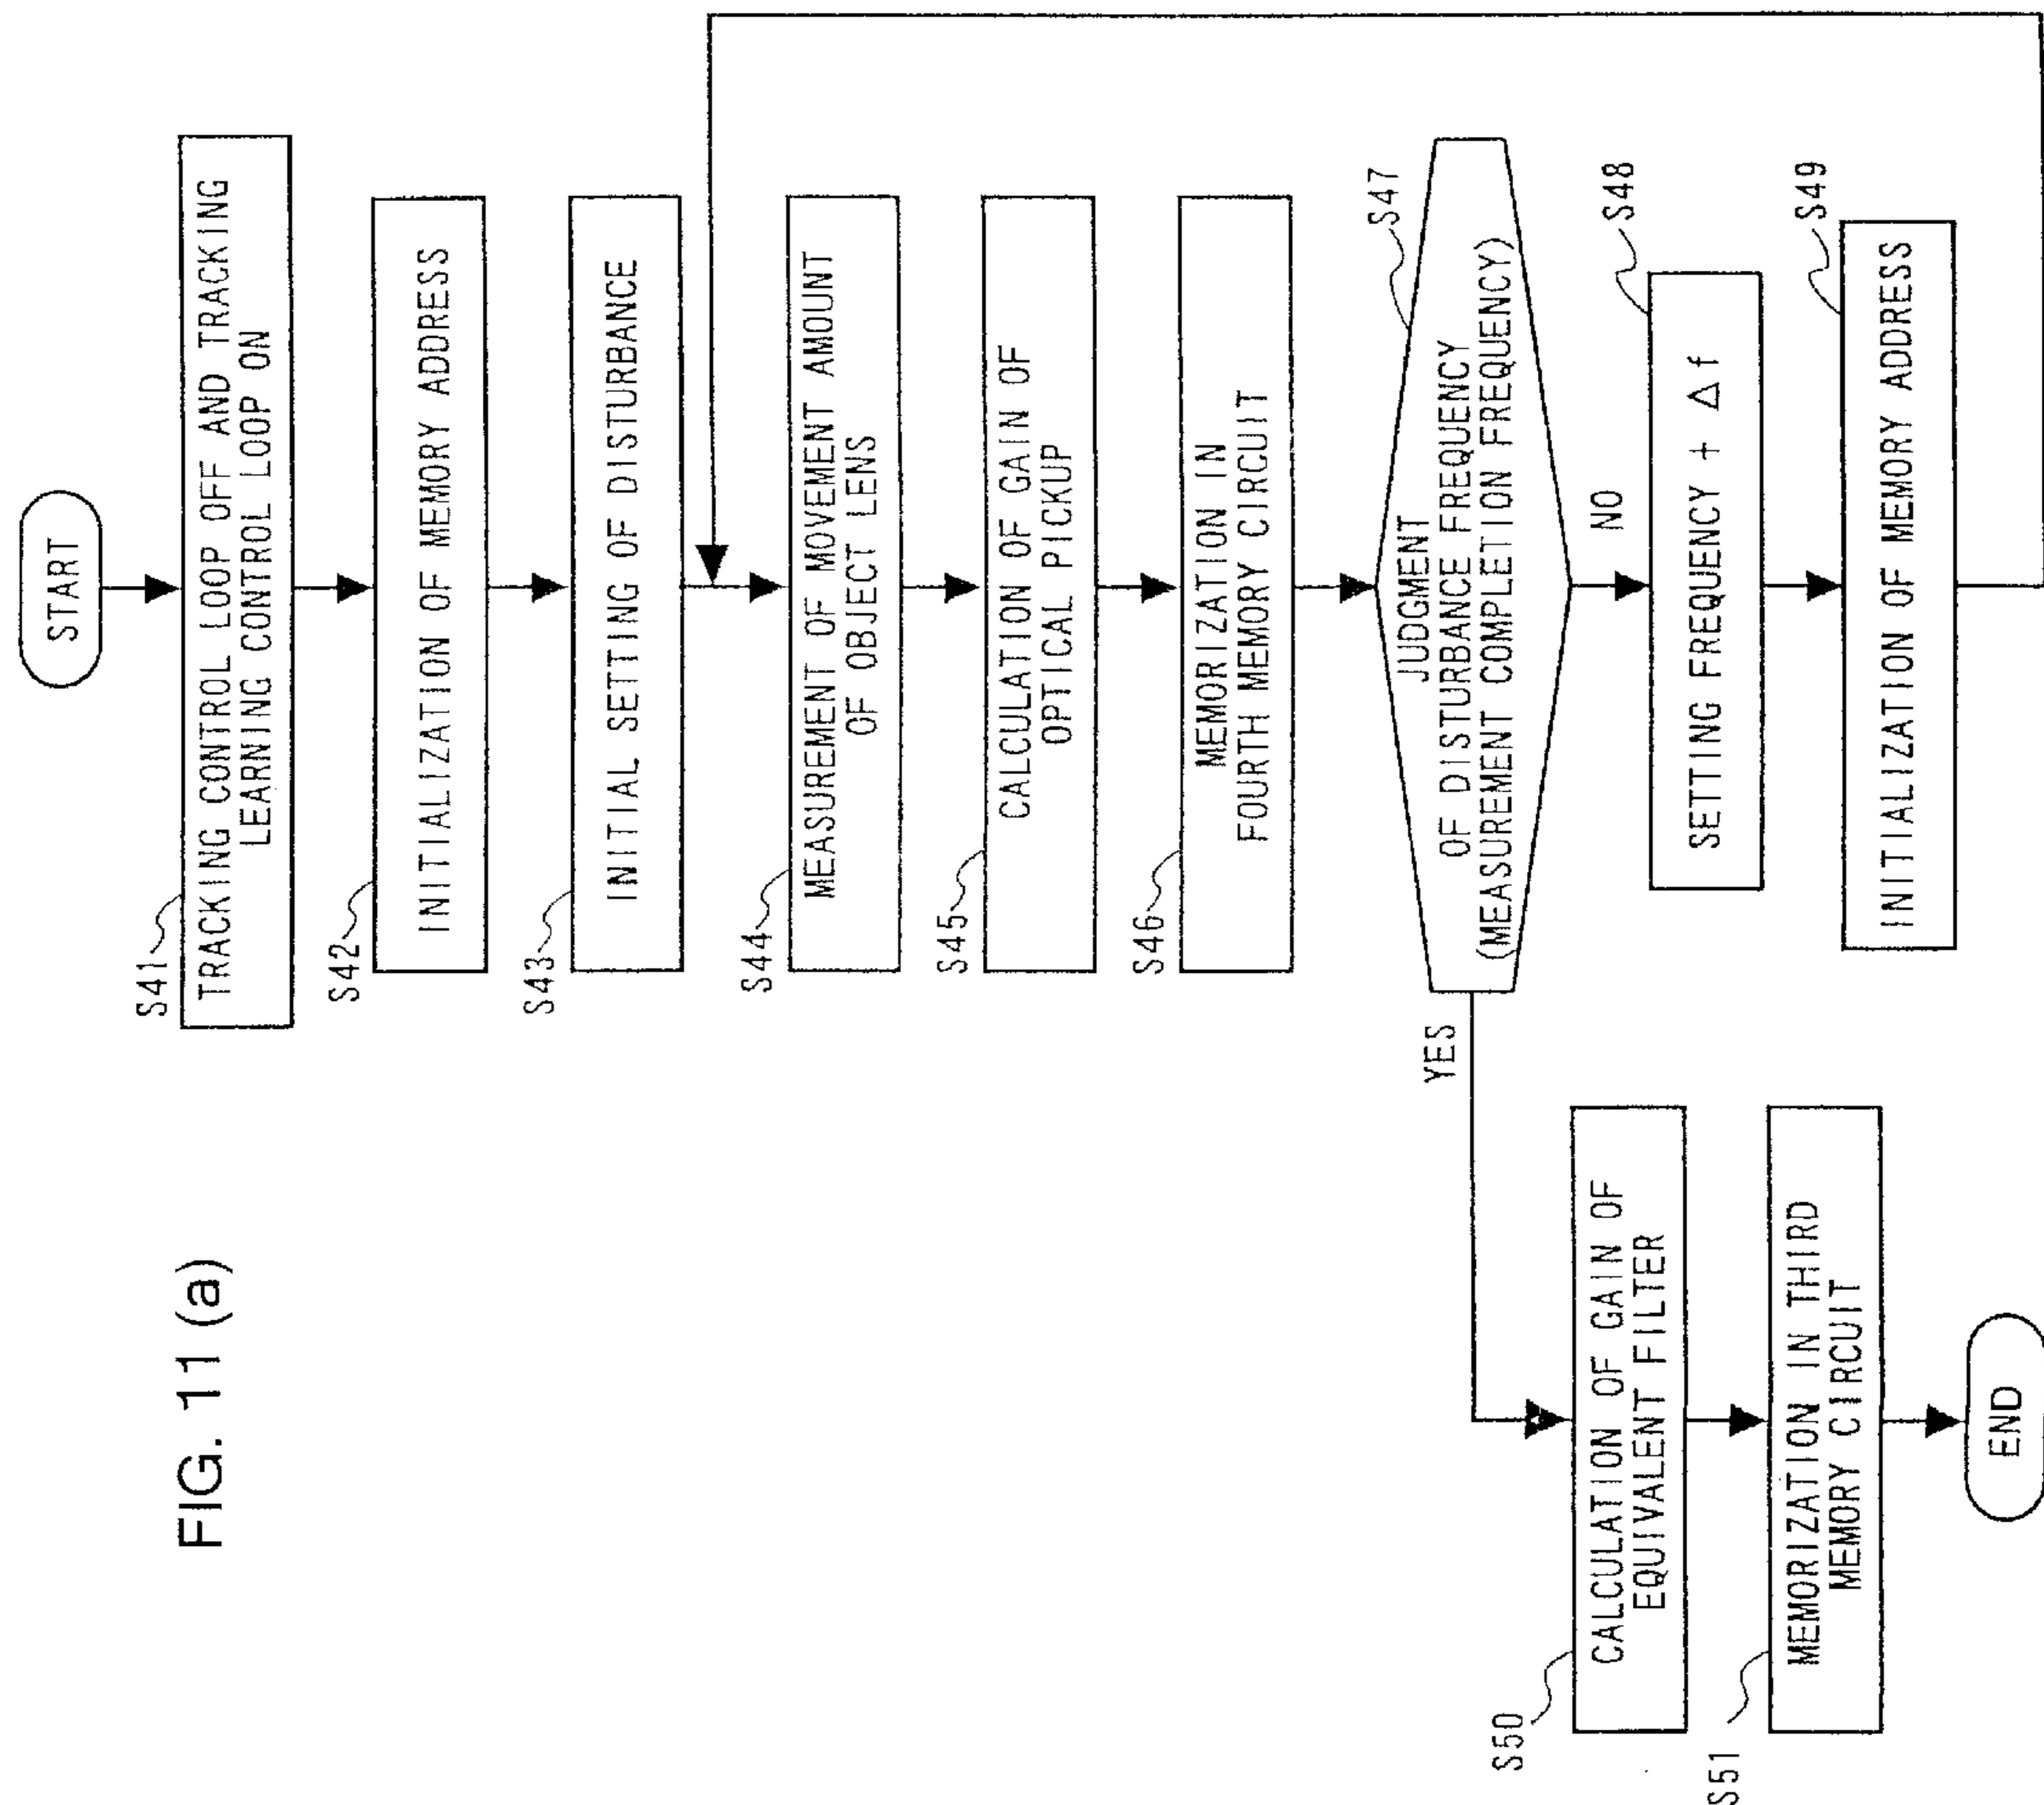 FIG. 11 (a)
START
S41
TRACKING CONTROL LOOP OFF AND TRACKING
LEARNING CONTROL LOOP ON
S42
INITIALIZATION OF MEMORY ADDRESS
S43
INITIAL SETTING OF DISTURBANCE
S44
MEASUREMENT OF MOVEMENT AMOUNT
OF OBJECT LENS
S45
CALCULATION OF GAIN OF
OPTICAL PICKUP
S46
MEMORIZATION IN
FOURTH MEMORY CIRCUIT
S47
JUDGMENT
OF DISTURBANCE FREQUENCY
(MEASUREMENT COMPLETION FREQUENCY)
NO
S48
SETTING FREQUENCY + Δf
S49
INITIALIZATION OF MEMORY ADDRESS
YES
S50
CALCULATION OF GAIN OF
EQUIVALENT FILTER
S51
MEMORIZATION IN THIRD
MEMORY CIRCUIT
END